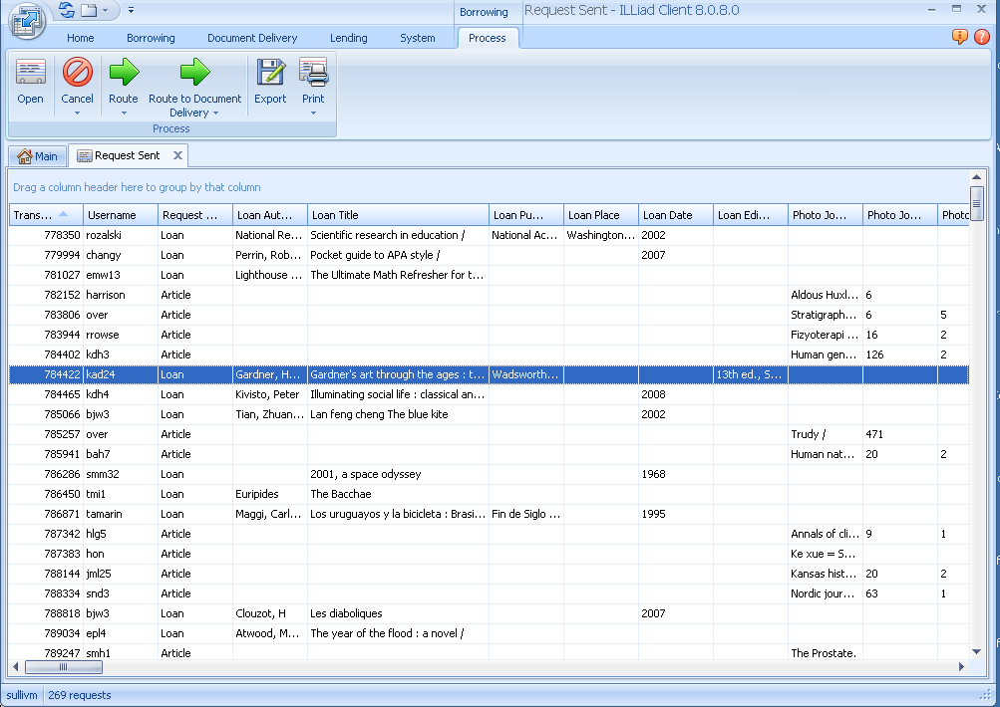 Borrowing Request Sent - ILLiad Client 8.0.8.0
Home Borrowing Document Delivery Lending System Process
Open Cancel Route Route to Document Delivery Export Print
Process
Main Request Sent
Drag a column header here to group by that column
Trans... Username Request ... Loan Aut... Loan Title Loan Pu... Loan Place Loan Date Loan Edi... Photo Jo... Photo Jo... Photo
778350 rozalski Loan National Re... Scientific research in education / National Ac... Washington... 2002
779994 changy Loan Perrin, Rob... Pocket guide to APA style / 2007
781027 emw13 Loan Lighthouse ... The Ultimate Math Refresher for t...
782152 harrison Article Aldous Huxl... 6
783806 over Article Stratigraph... 6 5
783944 rrowse Article Fizyoterapi ... 16 2
784402 kdh3 Article Human gen... 126 2
784422 kad24 Loan Gardner, H... Gardner's art through the ages : t... Wadsworth... 13th ed., S...
784465 kdh4 Loan Kivisto, Peter Illuminating social life : classical an... 2008
785066 bjw3 Loan Tian, Zhuan... Lan feng cheng The blue kite 2002
785257 over Article Trudy / 471
785941 bah7 Article Human nat... 20 2
786286 smm32 Loan 2001, a space odyssey 1968
786450 tmi1 Loan Euripides The Bacchae
786871 tamarin Loan Maggi, Carl... Los uruguayos y la bicicleta : Brasi... Fin de Siglo ... 1995
787342 hlg5 Article Annals of cli... 9 1
787383 hon Article Ke xue = S...
788144 jml25 Article Kansas hist... 20 2
788334 snd3 Article Nordic jour... 63 1
788818 bjw3 Loan Clouzot, H Les diaboliques 2007
789034 epl4 Loan Atwood, M... The year of the flood : a novel /
789247 smh1 Article The Prostate.
sullivm 269 requests